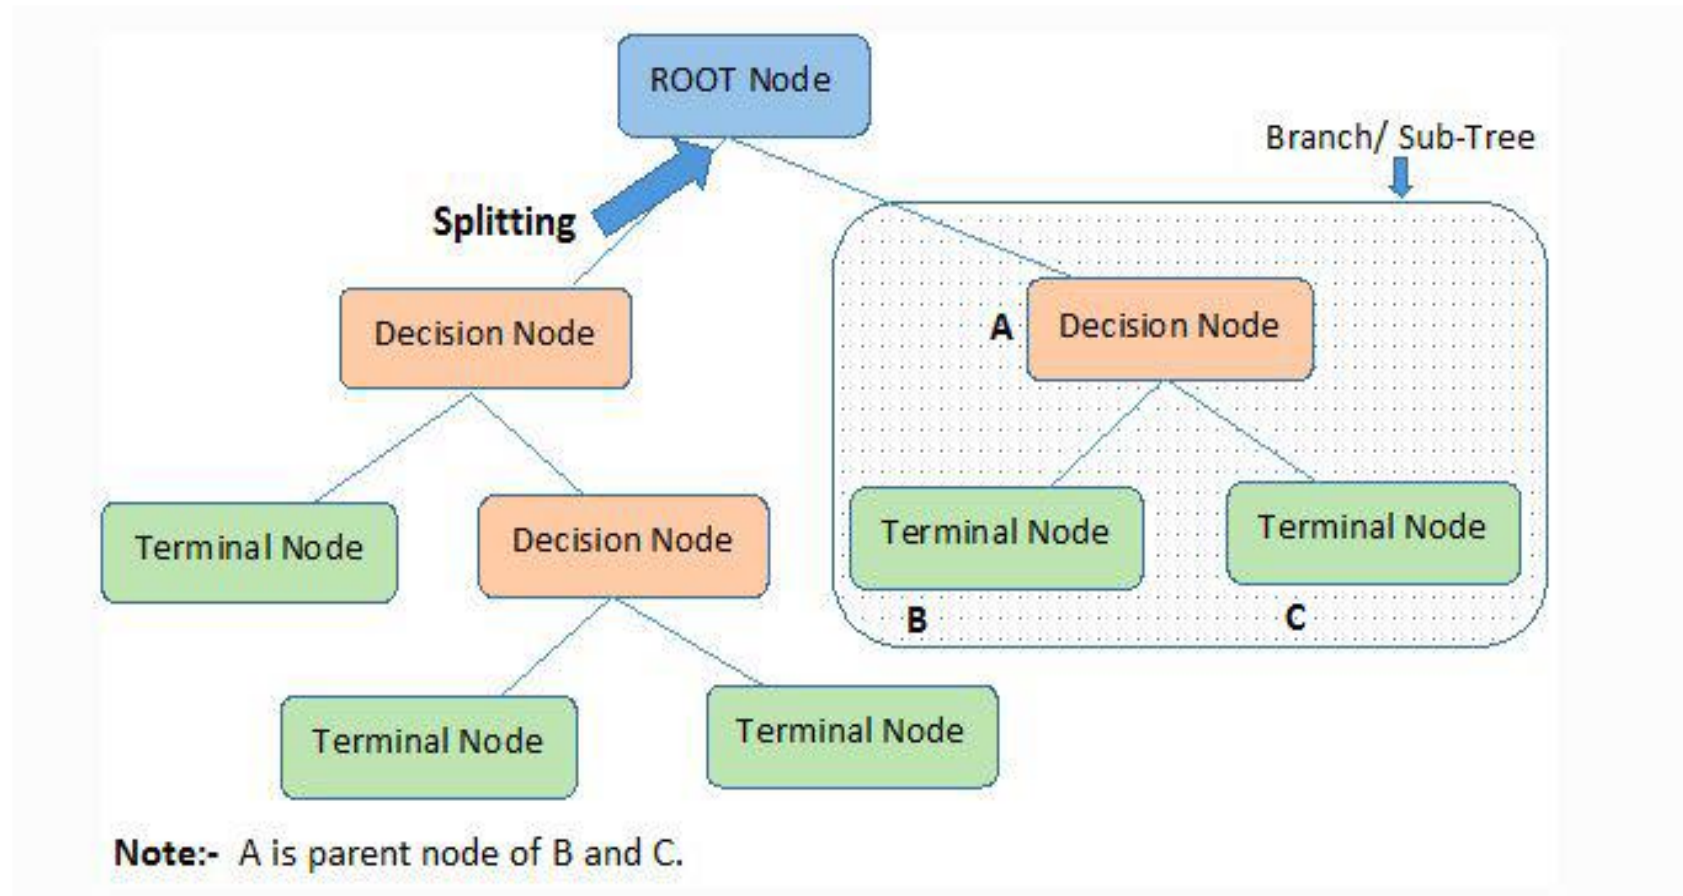 ROOT Node
Branch/ Sub-Tree
Splitting
Decision Node
A
Decision Node
Terminal Node
Decision Node
Terminal Node
Terminal Node
B
C
Terminal Node
Terminal Node
Note:- A is parent node of B and C.